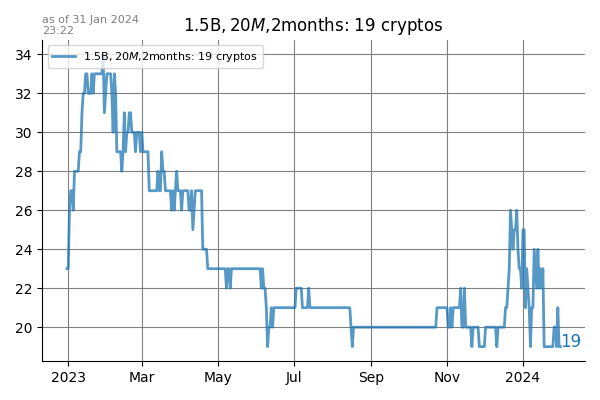 as of 31 Jan 2024
23:22
1.5B, 20M,2months: 19 cryptos
1.5B, 20M,2months: 19 cryptos
34
32
30
28
26
24
22
20
19
2023 Mar May Jul Sep Nov 2024